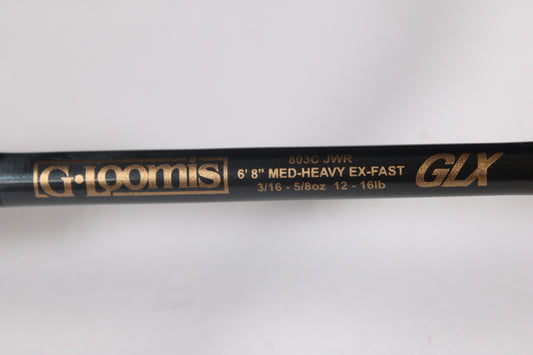 G·Loomis
803C JWR
6' 8" MED-HEAVY EX-FAST
3/16 - 5/8oz 12 - 16lb
GLX